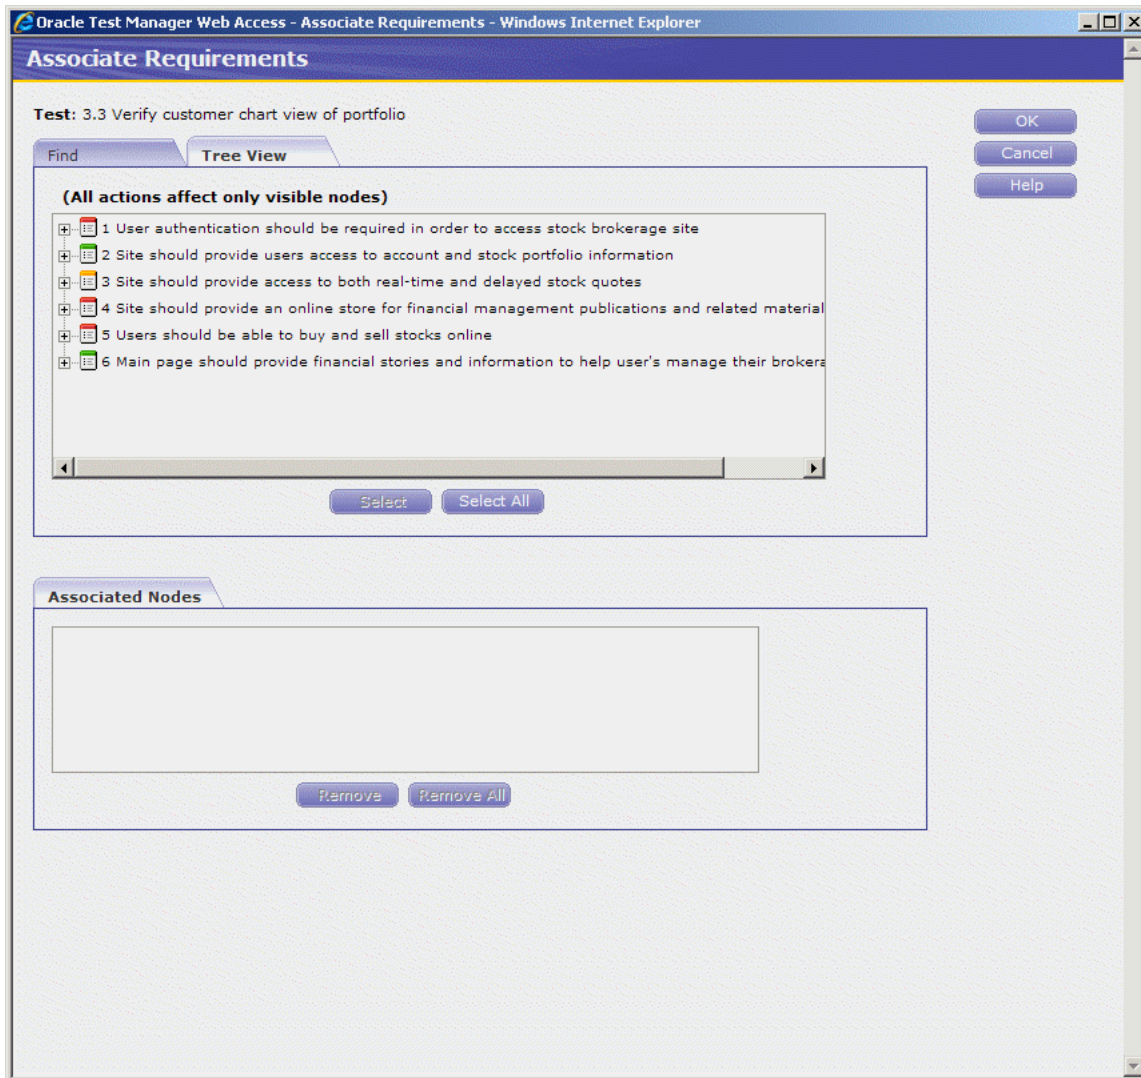 Oracle Test Manager Web Access - Associate Requirements - Windows Internet Explorer
Associate Requirements
Test: 3.3 Verify customer chart view of portfolio
OK
Find
Tree View
Cancel
Help
(All actions affect only visible nodes)
1 User authentication should be required in order to access stock brokerage site
2 Site should provide users access to account and stock portfolio information
3 Site should provide access to both real-time and delayed stock quotes
4 Site should provide an online store for financial management publications and related material
5 Users should be able to buy and sell stocks online
6 Main page should provide financial stories and information to help user's manage their brokera
Select
Select All
Associated Nodes
Remove
Remove All